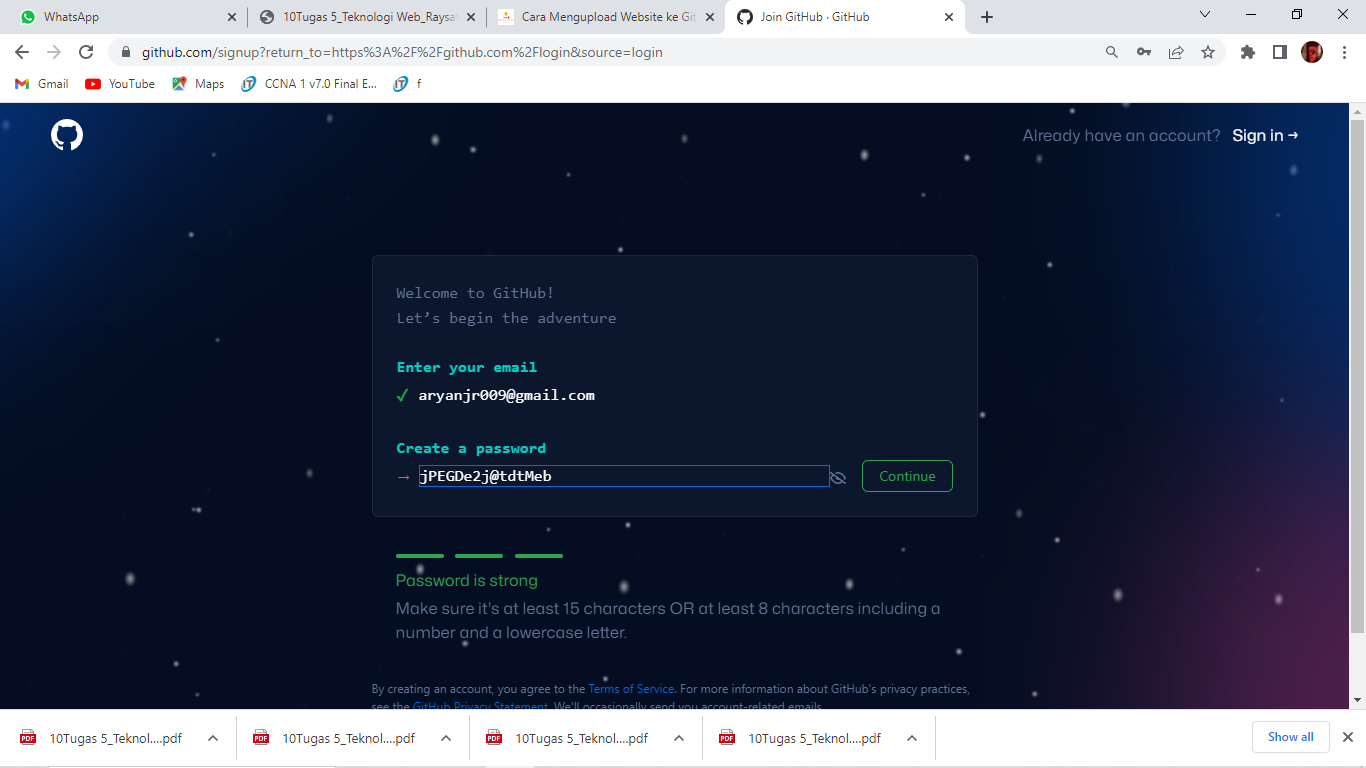 WhatsApp
10Tugas 5_Teknologi Web_Raysa
Cara Mengupload Website ke Git
Join GitHub · GitHub
github.com/signup?return_to=https%3A%2F%2Fgithub.com%2Flogin&source=login
Gmail
YouTube
Maps
CCNA 1 v7.0 Final E...
f
Already have an account? Sign in →
Welcome to GitHub!
Let’s begin the adventure
Enter your email
✓ aryanjr009@gmail.com
Create a password
→ jPEGDe2j@tdtMeb
Continue
Password is strong
Make sure it's at least 15 characters OR at least 8 characters including a
number and a lowercase letter.
By creating an account, you agree to the Terms of Service. For more information about GitHub's privacy practices,
see the GitHub Privacy Statement. We'll occasionally send you account-related emails.
10Tugas 5_Teknol....pdf
10Tugas 5_Teknol....pdf
10Tugas 5_Teknol....pdf
10Tugas 5_Teknol....pdf
Show all